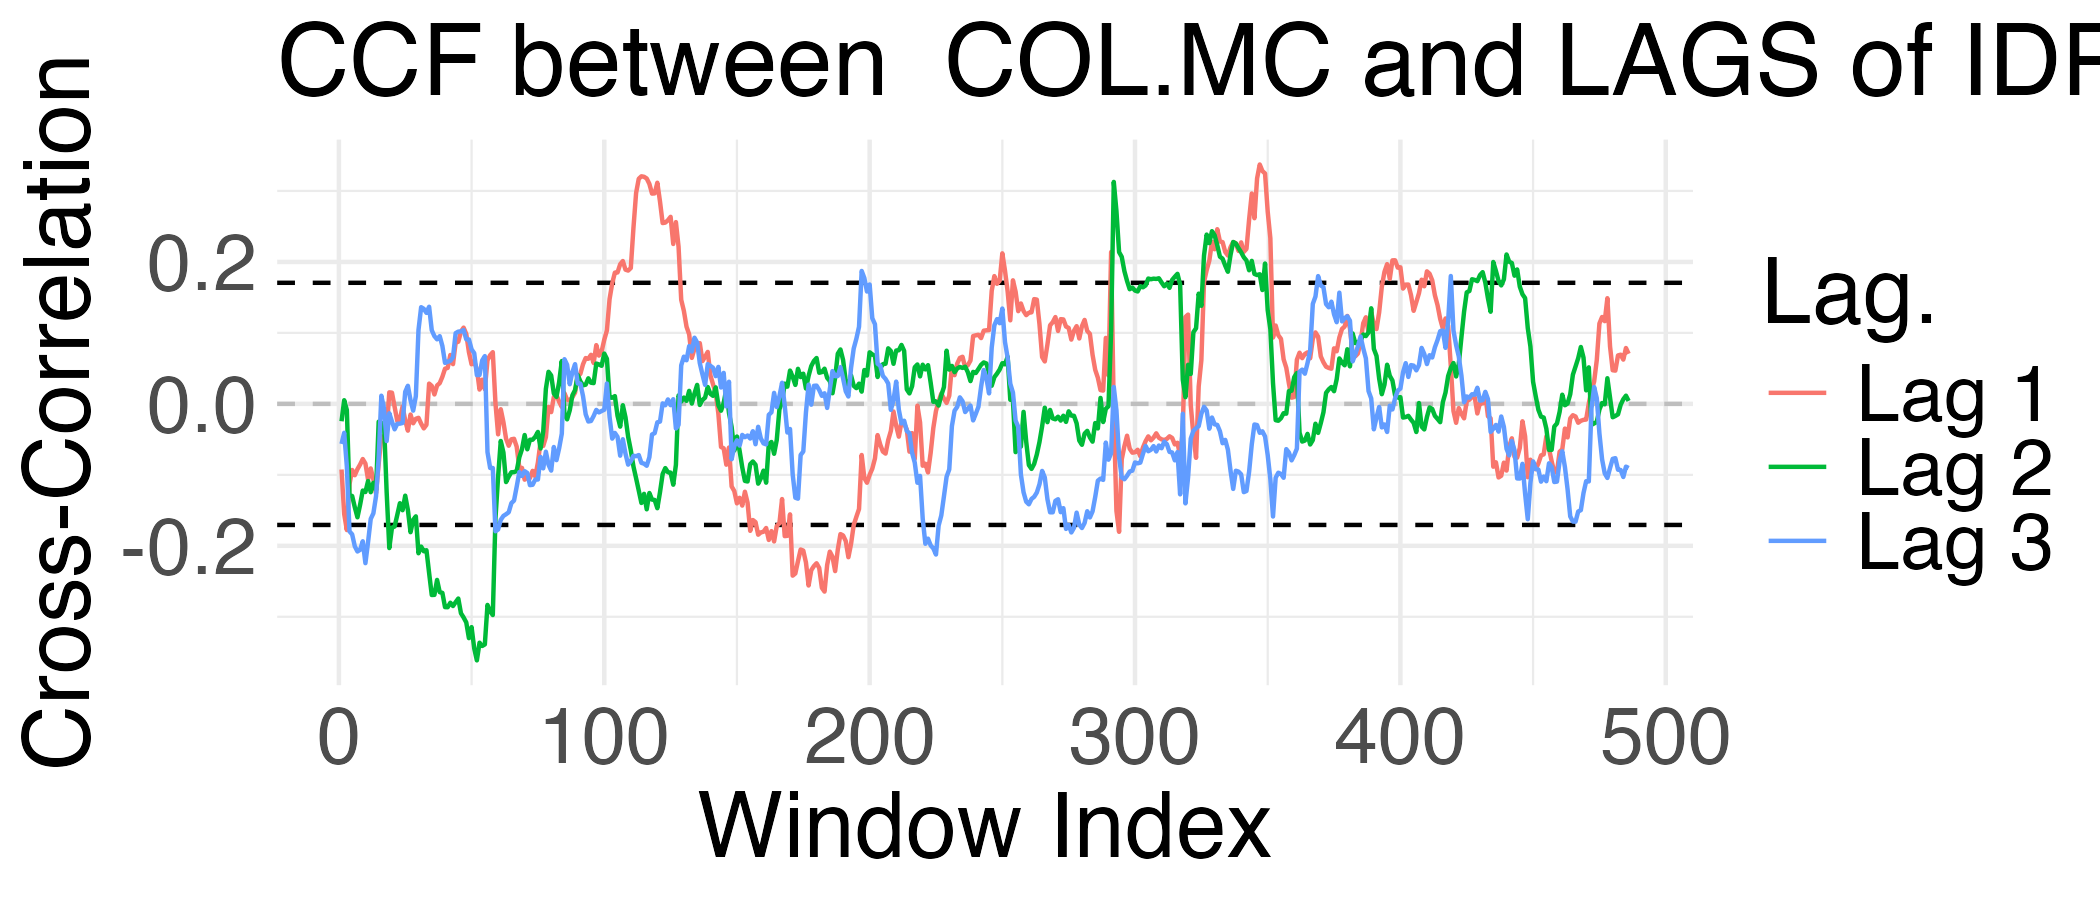 CCF between COL.MC and LAGS of
Cross-Correlation
0.2
0.0
-0.2
0 100 200 300 400 500
Window Index
Lag.
Lag 1
Lag 2
Lag 3